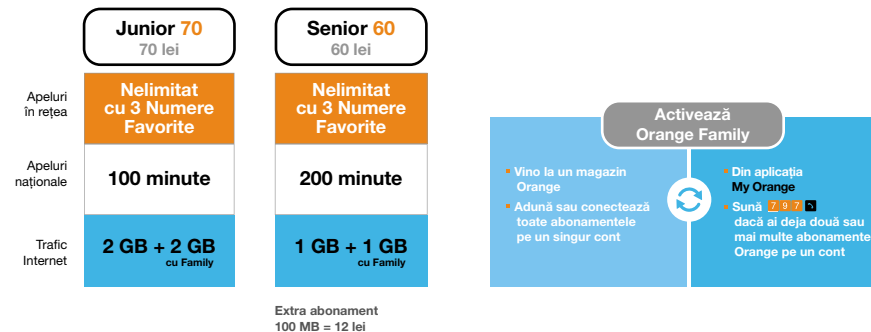 Junior 70
70 lei
Senior 60
60 lei
Apeluri
în rețea
Nelimitat
cu 3 Numere
Favorite
Nelimitat
cu 3 Numere
Favorite
Apeluri
naționale
100 minute
200 minute
Trafic
Internet
2 GB + 2 GB
cu Family
1 GB + 1 GB
cu Family
Extra abonament
100 MB = 12 lei
Activează
Orange Family
Vino la un magazin
Orange
Adună sau conectează
toate abonamentele
pe un singur cont
Din aplicația
My Orange
Sună 7 9 7
dacă ai deja două sau
mai multe abonamente
Orange pe un cont